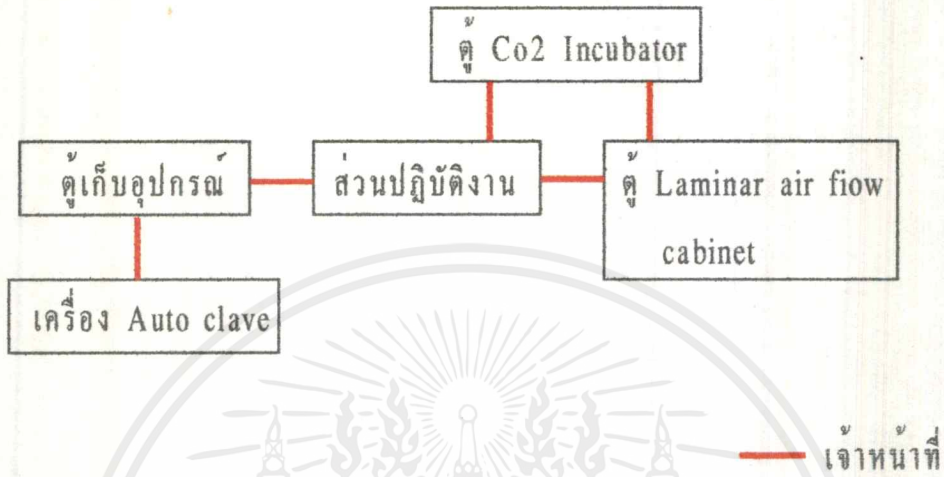 ตู้ Co2 Incubator
ตู้เก็บอุปกรณ์
ส่วนปฏิบัติงาน
ตู้ Laminar air fiow
cabinet
เครื่อง Auto clave
เจ้าหน้าที่